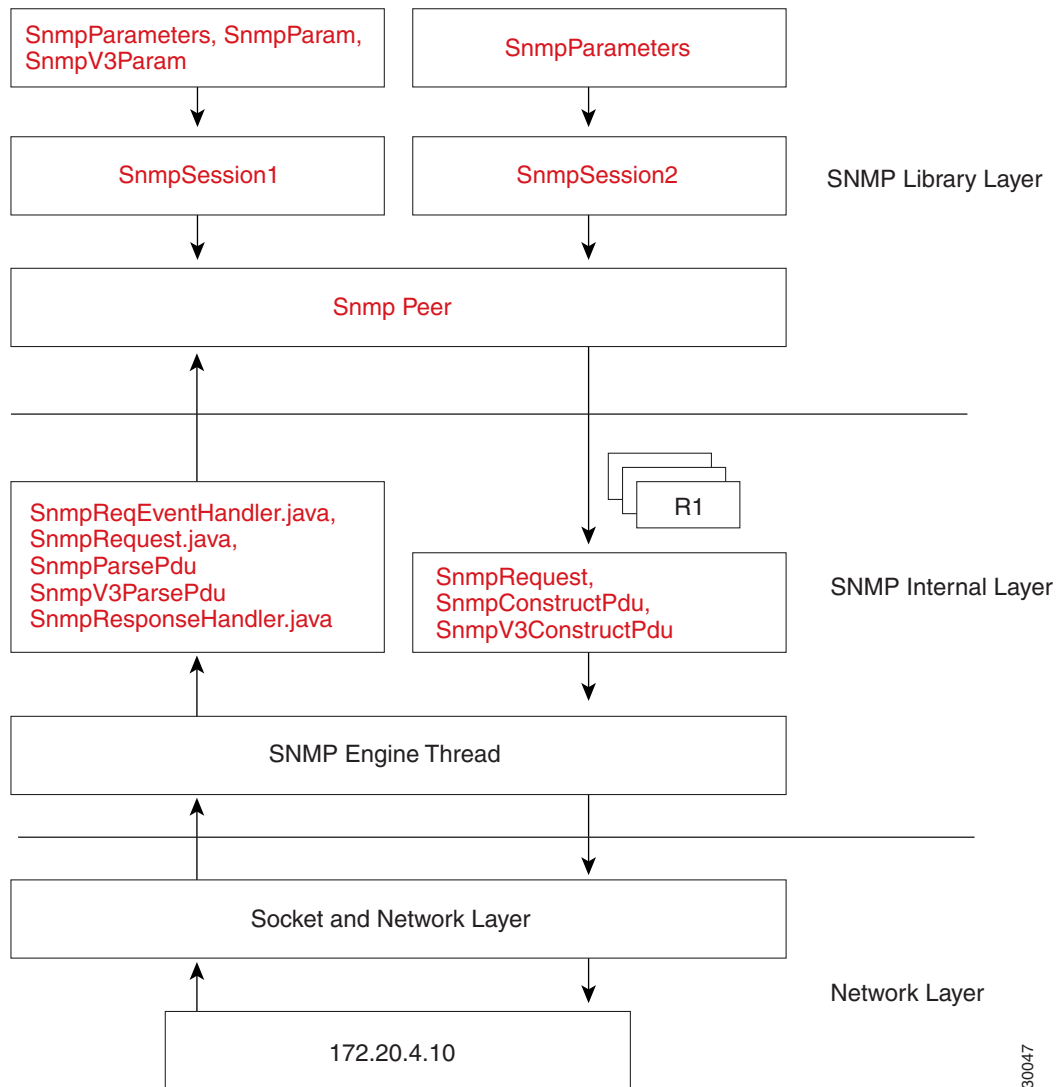 SnmpParameters, SnmpParam,
SnmpV3Param
SnmpParameters
SnmpSession1
SnmpSession2
SNMP Library Layer
Snmp Peer
R1
SnmpReqEventHandler.java,
SnmpRequest.java,
SnmpParsePdu
SnmpV3ParsePdu
SnmpResponseHandler.java
SnmpRequest,
SnmpConstructPdu,
SnmpV3ConstructPdu
SNMP Internal Layer
SNMP Engine Thread
Socket and Network Layer
Network Layer
172.20.4.10
30047